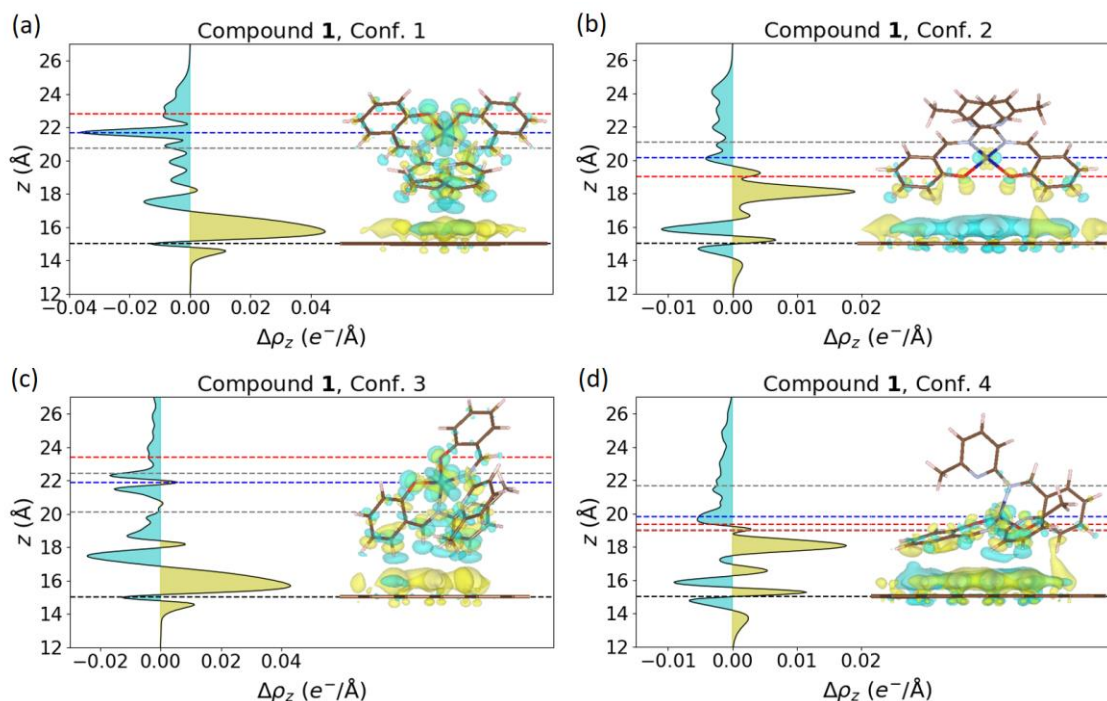 (a)
Compound 1, Conf. 1
26
24
22
20
18
16
14
12
z (Å)
−0.04 −0.02 0.00 0.02 0.04
Δρz (e−/Å)
(b)
Compound 1, Conf. 2
26
24
22
20
18
16
14
12
z (Å)
−0.01 0.00 0.01 0.02
Δρz (e−/Å)
(c)
Compound 1, Conf. 3
26
24
22
20
18
16
14
12
z (Å)
−0.02 0.00 0.02 0.04
Δρz (e−/Å)
(d)
Compound 1, Conf. 4
26
24
22
20
18
16
14
12
z (Å)
−0.01 0.00 0.01 0.02
Δρz (e−/Å)